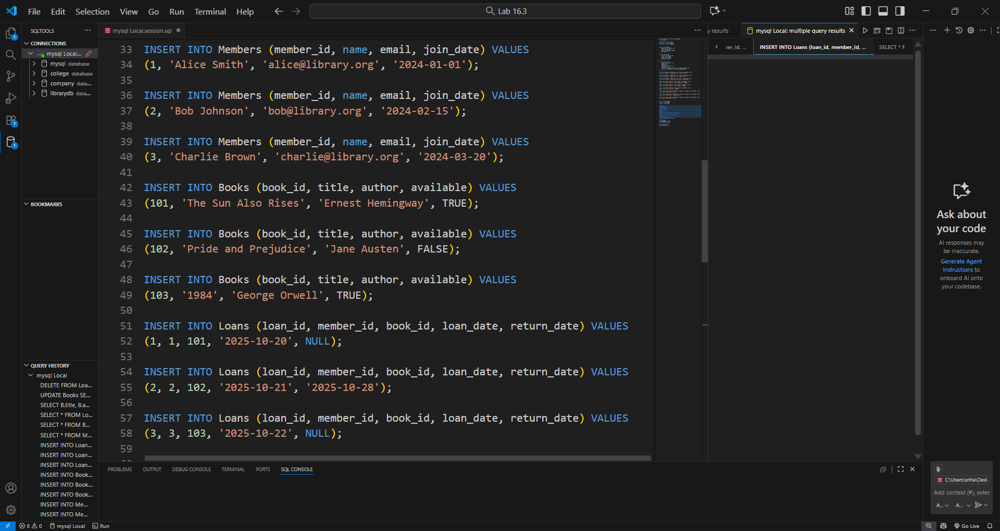 File Edit Selection View Go Run Terminal Help
Lab 16.3
SQLTOOLS
CONNECTIONS
mysql Local...
mysql database
college database
company data...
librarydb data...
BOOKMARKS
QUERY HISTORY
mysql Local
DELETE FROM Loa...
UPDATE Books SE...
SELECT B.title, B.a...
SELECT * FROM Lo...
SELECT * FROM B...
SELECT * FROM M...
INSERT INTO Loan...
INSERT INTO Loan...
INSERT INTO Loan...
INSERT INTO Book...
INSERT INTO Book...
INSERT INTO Book...
INSERT INTO Me...
INSERT INTO Me...
mysql Local.session.sql
33 INSERT INTO Members (member_id, name, email, join_date) VALUES
34 (1, 'Alice Smith', 'alice@library.org', '2024-01-01');
35
36 INSERT INTO Members (member_id, name, email, join_date) VALUES
37 (2, 'Bob Johnson', 'bob@library.org', '2024-02-15');
38
39 INSERT INTO Members (member_id, name, email, join_date) VALUES
40 (3, 'Charlie Brown', 'charlie@library.org', '2024-03-20');
41
42 INSERT INTO Books (book_id, title, author, available) VALUES
43 (101, 'The Sun Also Rises', 'Ernest Hemingway', TRUE);
44
45 INSERT INTO Books (book_id, title, author, available) VALUES
46 (102, 'Pride and Prejudice', 'Jane Austen', FALSE);
47
48 INSERT INTO Books (book_id, title, author, available) VALUES
49 (103, '1984', 'George Orwell', TRUE);
50
51 INSERT INTO Loans (loan_id, member_id, book_id, loan_date, return_date) VALUES
52 (1, 1, 101, '2025-10-20', NULL);
53
54 INSERT INTO Loans (loan_id, member_id, book_id, loan_date, return_date) VALUES
55 (2, 2, 102, '2025-10-21', '2025-10-28');
56
57 INSERT INTO Loans (loan_id, member_id, book_id, loan_date, return_date) VALUES
58 (3, 3, 103, '2025-10-22', NULL);
59
PROBLEMS OUTPUT DEBUG CONSOLE TERMINAL PORTS SQL CONSOLE
y results
mysql Local: multiple query results
ber_id, ...
INSERT INTO Loans (loan_id, member_id, ...
SELECT * F
Ask about
your code
AI responses may
be inaccurate.
Generate Agent
Instructions to
onboard AI onto
your codebase.
C:\Users\sriha\Desk
Add context (#), exter
A... A...
0 0 mysql Local Run
Go Live